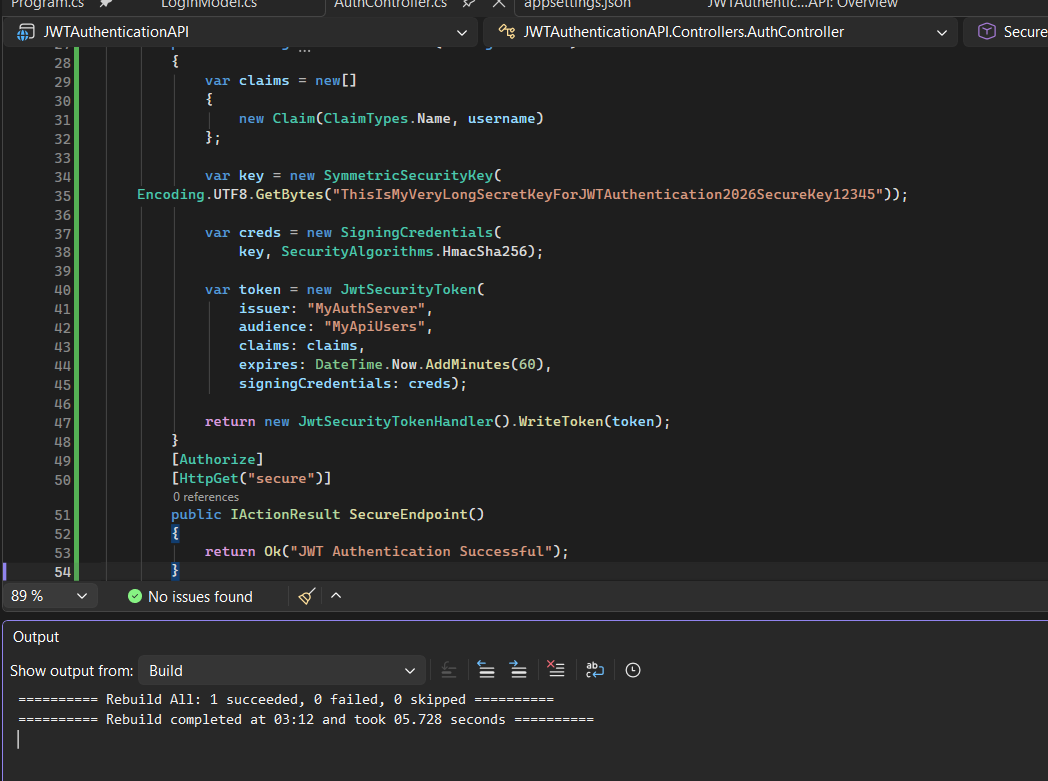 Program.cs LoginModel.cs AuthController.cs appsettings.json JWTAuthentic...API: Overview
JWTAuthenticationAPI JWTAuthenticationAPI.Controllers.AuthController Secure
27
28 {
29 var claims = new[]
30 {
31 new Claim(ClaimTypes.Name, username)
32 };
33
34 var key = new SymmetricSecurityKey(
35 Encoding.UTF8.GetBytes("ThisIsMyVeryLongSecretKeyForJWTAuthentication2026SecureKey12345"));
36
37 var creds = new SigningCredentials(
38 key, SecurityAlgorithms.HmacSha256);
39
40 var token = new JwtSecurityToken(
41 issuer: "MyAuthServer",
42 audience: "MyApiUsers",
43 claims: claims,
44 expires: DateTime.Now.AddMinutes(60),
45 signingCredentials: creds);
46
47 return new JwtSecurityTokenHandler().WriteToken(token);
48 }
49 [Authorize]
50 [HttpGet("secure")]
0 references
51 public IActionResult SecureEndpoint()
52 {
53 return Ok("JWT Authentication Successful");
54 }
89 % No issues found
Output
Show output from: Build
========== Rebuild All: 1 succeeded, 0 failed, 0 skipped ==========
========== Rebuild completed at 03:12 and took 05.728 seconds ==========